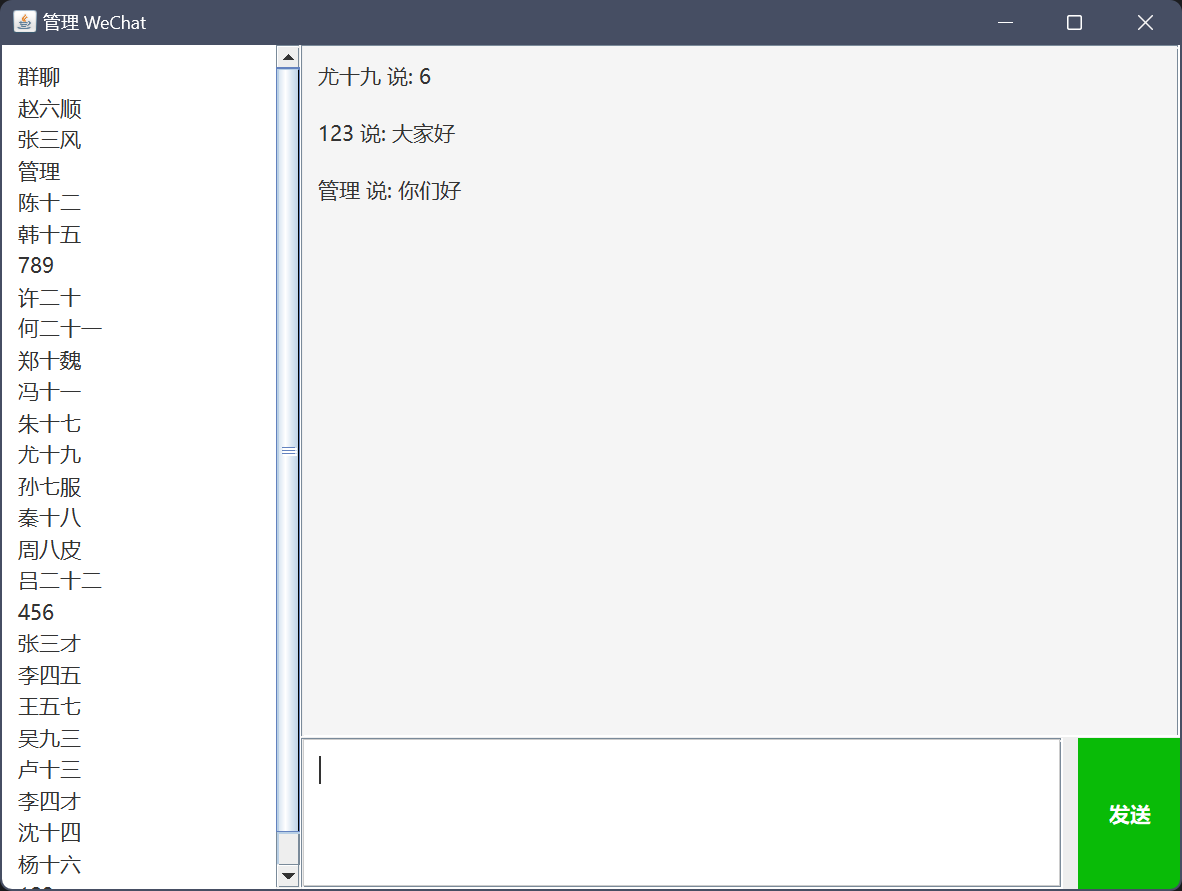 管理 WeChat
群聊
赵六顺
张三风
管理
陈十二
韩十五
789
许二十
何二十一
郑十魏
冯十一
朱十七
尤十九
孙七服
秦十八
周八皮
吕二十二
456
张三才
李四五
王五七
吴九三
卢十三
李四才
沈十四
杨十六
尤十九 说: 6
123 说: 大家好
管理 说: 你们好
发送